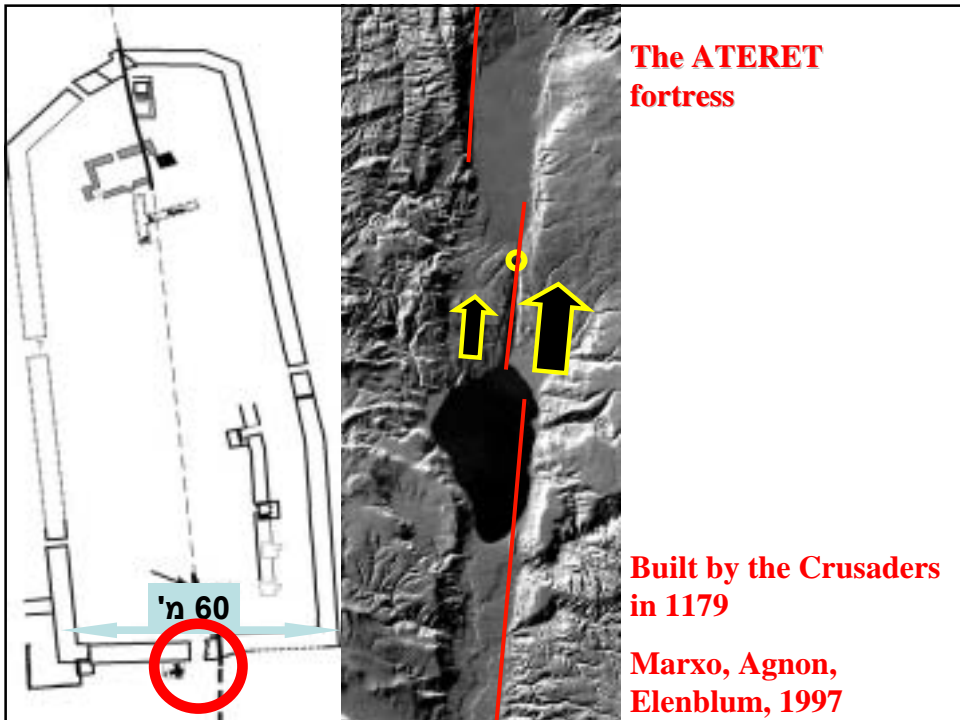 The ATERET
fortress
60 מ'
Built by the Crusaders
in 1179
Marxo, Agnon,
Elenblum, 1997